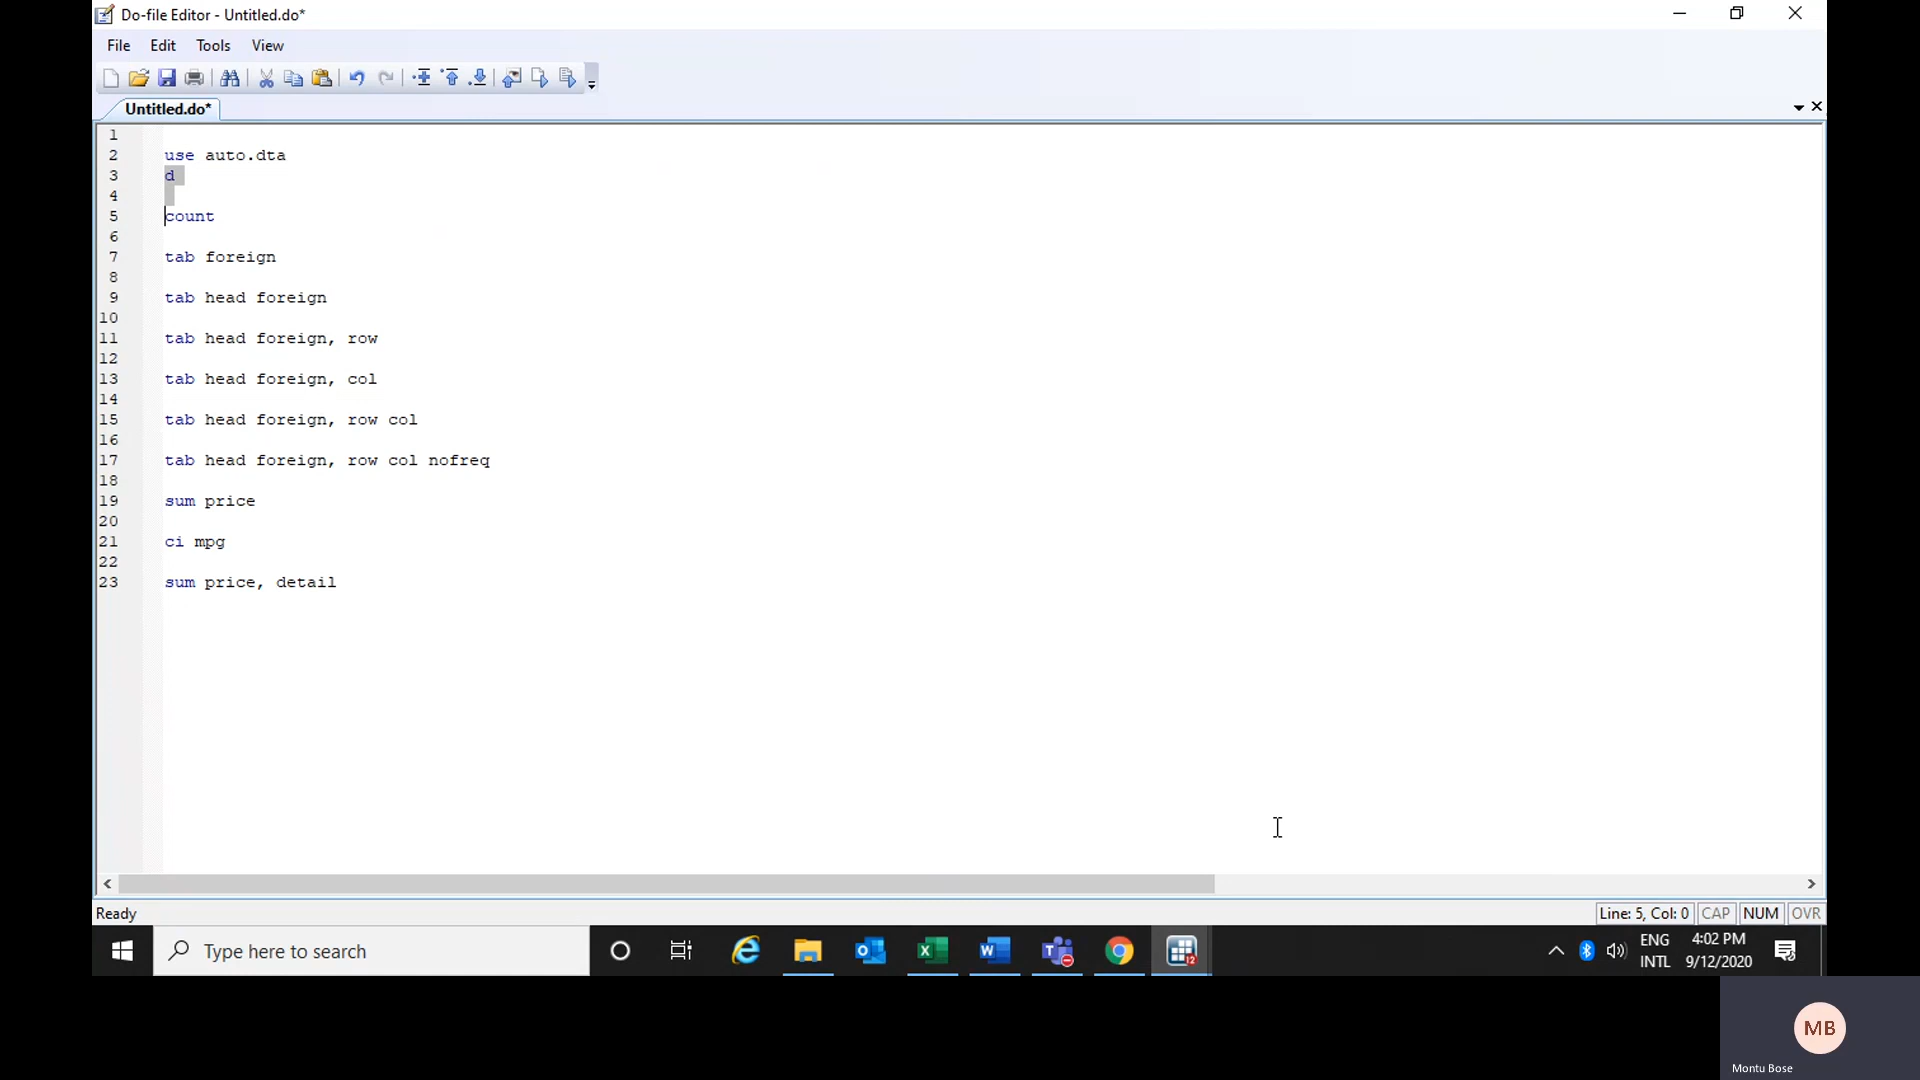 Do-file Editor - Untitled.do*
File Edit Tools View
Untitled.do*
1
2 use auto.dta
3 d
4
5 count
6
7 tab foreign
8
9 tab head foreign
10
11 tab head foreign, row
12
13 tab head foreign, col
14
15 tab head foreign, row col
16
17 tab head foreign, row col nofreq
18
19 sum price
20
21 ci mpg
22
23 sum price, detail
Ready Line: 5, Col: 0 CAP NUM OVR
Type here to search
12
ENG
INTL
4:02 PM
9/12/2020
MB
Montu Bose